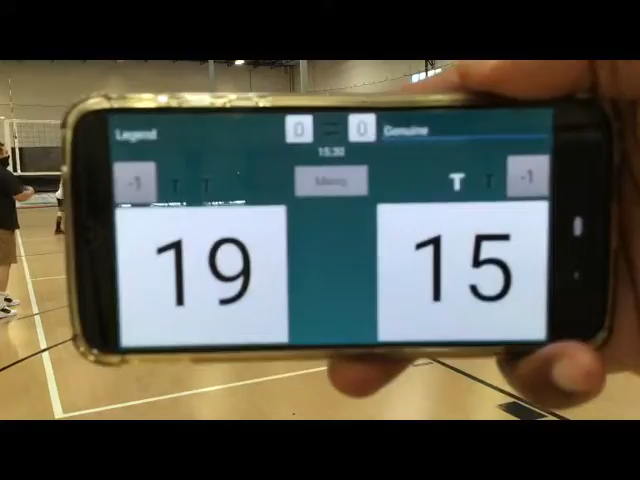 Legend 0 = 0 Genuine
15:30
-1 T T Menu T T -1
19 15